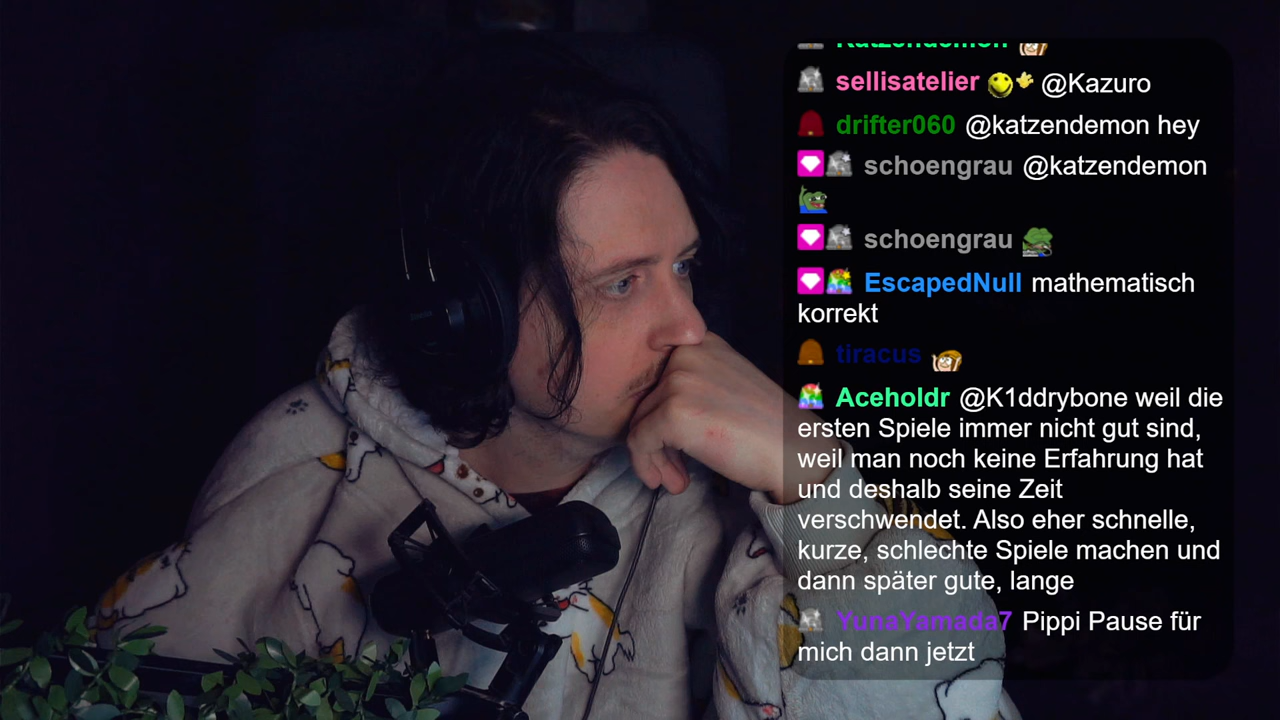 Katzendemon
sellisatelier @Kazuro
drifter060 @katzendemon hey
schoengrau @katzendemon
schoengrau
EscapedNull mathematisch
korrekt
tiracus
Aceholdr @K1ddrybone weil die
ersten Spiele immer nicht gut sind,
weil man noch keine Erfahrung hat
und deshalb seine Zeit
verschwendet. Also eher schnelle,
kurze, schlechte Spiele machen und
dann später gute, lange
YunaYamada7 Pippi Pause für
mich dann jetzt